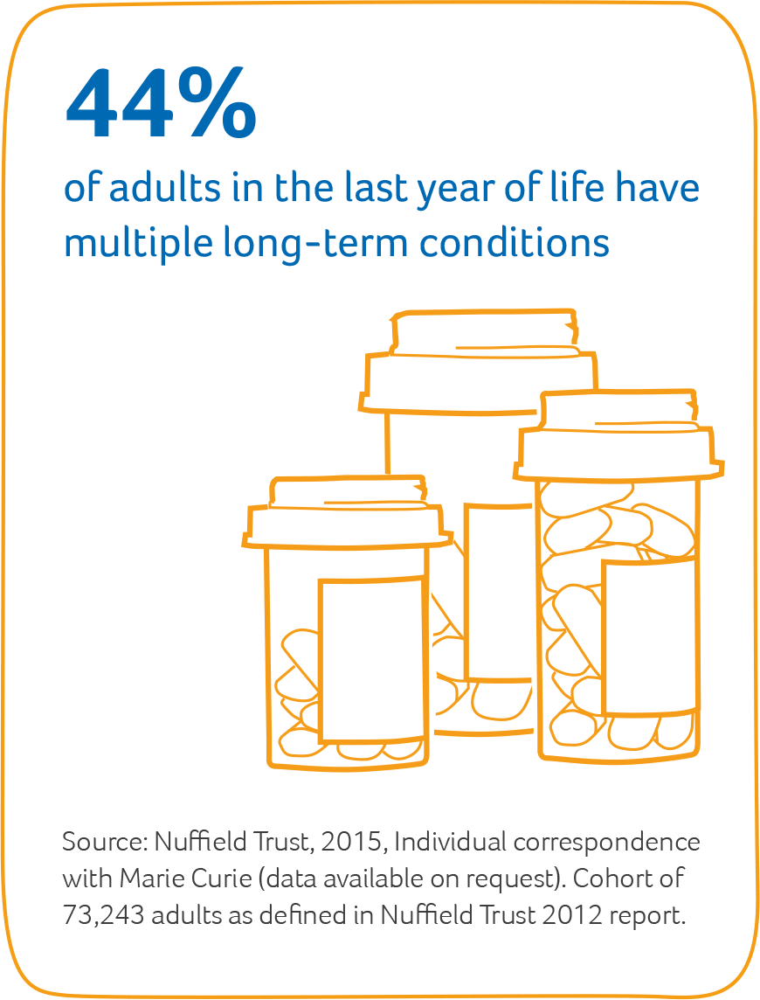 44%
of adults in the last year of life have
multiple long-term conditions
Source: Nuffield Trust, 2015, Individual correspondence
with Marie Curie (data available on request). Cohort of
73,243 adults as defined in Nuffield Trust 2012 report.